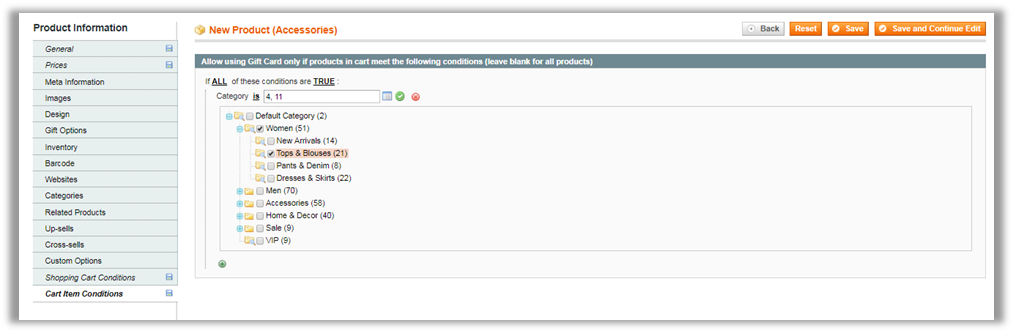 Product Information
General
Prices
Meta Information
Images
Design
Gift Options
Inventory
Barcode
Websites
Categories
Related Products
Up-sells
Cross-sells
Custom Options
Shopping Cart Conditions
Cart Item Conditions
New Product (Accessories)
Back Reset Save Save and Continue Edit
Allow using Gift Card only if products in cart meet the following conditions (leave blank for all products)
If ALL of these conditions are TRUE :
Category is 4, 11
Default Category (2)
Women (51)
New Arrivals (14)
Tops & Blouses (21)
Pants & Denim (8)
Dresses & Skirts (22)
Men (70)
Accessories (58)
Home & Decor (40)
Sale (9)
VIP (9)